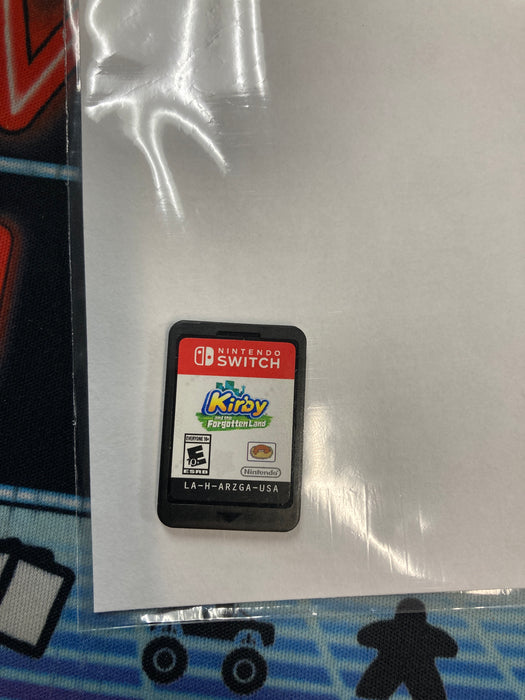 NINTENDO
SWITCH
Kirby
and the
Forgotten Land
EVERYONE 10+
E
10+
ESRB
Nintendo
LA-H-ARZGA-USA